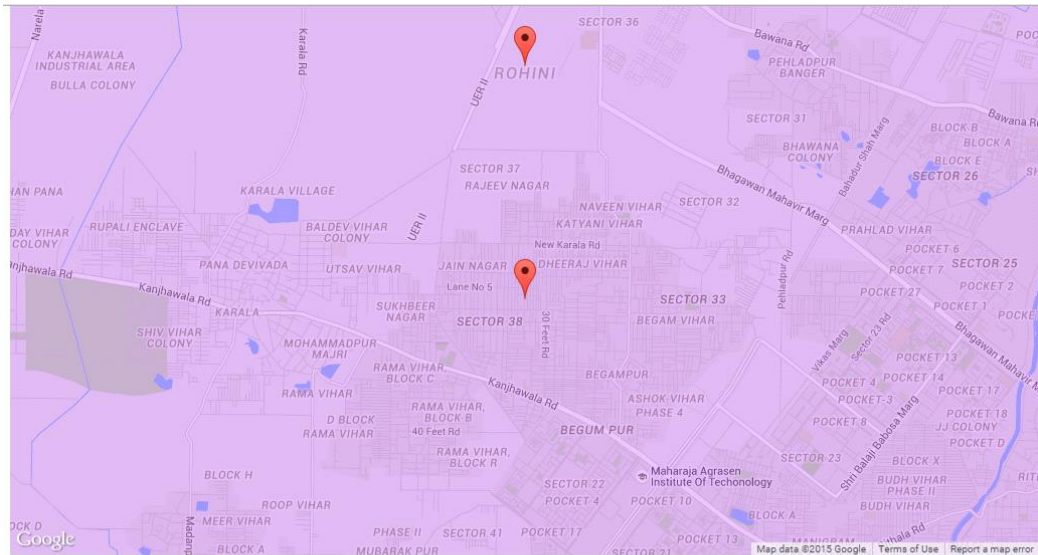 SECTOR 36
Bawana Rd
Narela
KANJHAWALA
INDUSTRIAL AREA
BULLA COLONY
Karala Rd
UER II
ROHINI
PEHLADPUR
BANGER
SECTOR 31
BHAWANA
COLONY
Bahadur Shah Marg
Bawana Rd
BLOCK B
BLOCK A
BLOCK E
SECTOR 26
SECTOR 37
RAJEEV NAGAR
Bhagawan Mahavir Marg
HAN PANA
KARALA VILLAGE
NAVEEN VIHAR
KATYANI VIHAR
SECTOR 32
RUPALI ENCLAVE
BALDEV VIHAR
COLONY
UER II
New Karala Rd
PRAHLAD VIHAR
POCKET 6
SECTOR 25
POCKET 7
DAY VIHAR
COLONY
PANA DEVIVADA
UTSAV VIHAR
JAIN NAGAR
DHEERAJ VIHAR
Pehladpur Rd
POCKET 2
POCKET 27
POCKET 1
Kanjhawala Rd
Kanjhawala Rd
Lane No 5
SUKHBEER
NAGAR
SECTOR 38
30 Feet Rd
SECTOR 33
BEGAM VIHAR
KARALA
SHIV VIHAR
COLONY
MOHAMMADPUR
MAJRI
Vikas Marg
Sector 23 Rd
Bhagawan Mahavir M
POCKET 13
POCKET 14
POCKET 17
RAMA VIHAR
BLOCK C
RAMA VIHAR
Kanjhawala Rd
BEGAMPUR
ASHOK VIHAR
PHASE 4
POCKET 4
POCKET-3
POCKET 8
POCKET 18
JJ COLONY
POCKET D
D BLOCK
RAMA VIHAR
RAMA VIHAR,
BLOCK B
40 Feet Rd
RAMA VIHAR,
BLOCK R
BEGUM PUR
Shri Balaji Babosa Marg
SECTOR 23
BLOCK X
BUDH VIHAR
PHASE II
BUDH VIHAR
Maharaja Agrasen
Institute Of Techonology
BLOCK H
SECTOR 22
POCKET 4
POCKET 10
ROOP VIHAR
MEER VIHAR
BLOCK A
PHASE II
MUBARAK PUR
SECTOR 41
POCKET 17
SECTOR 21
BLOCK A
MANGRAM
Google
Map data ©2015 Google
Terms of Use
Report a map error